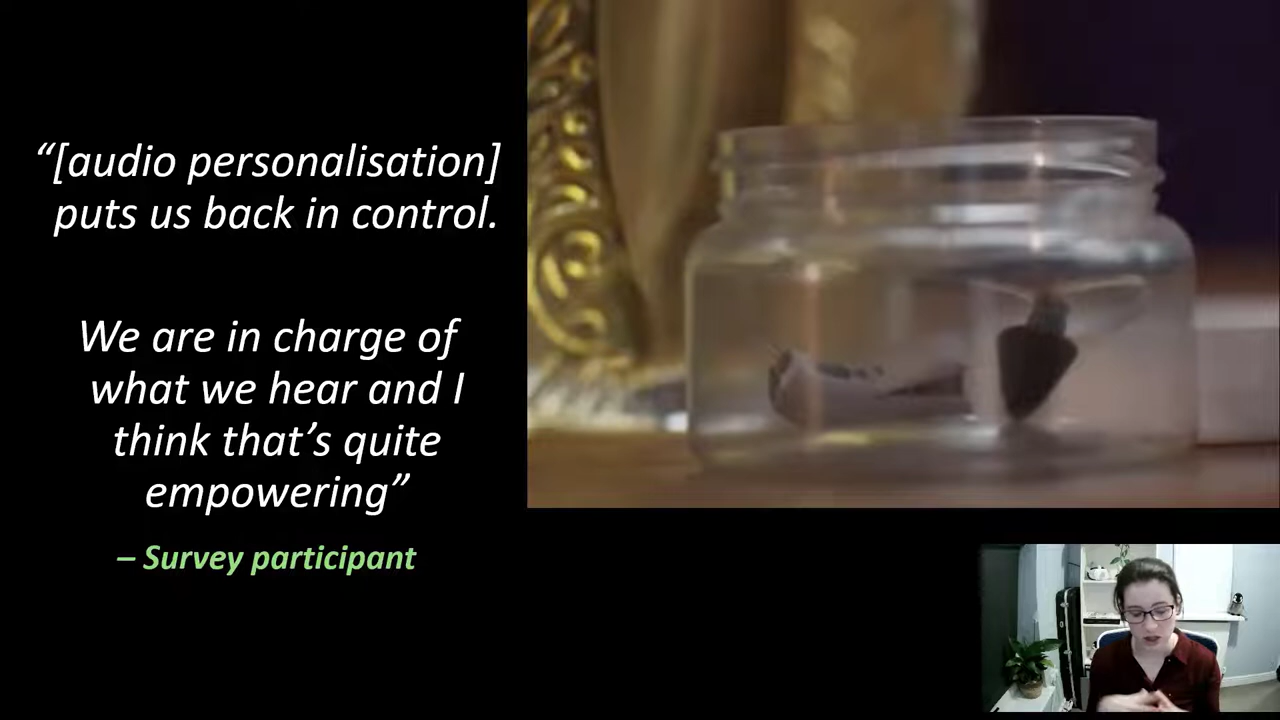 “[audio personalisation]
puts us back in control.
We are in charge of
what we hear and I
think that’s quite
empowering”
– Survey participant